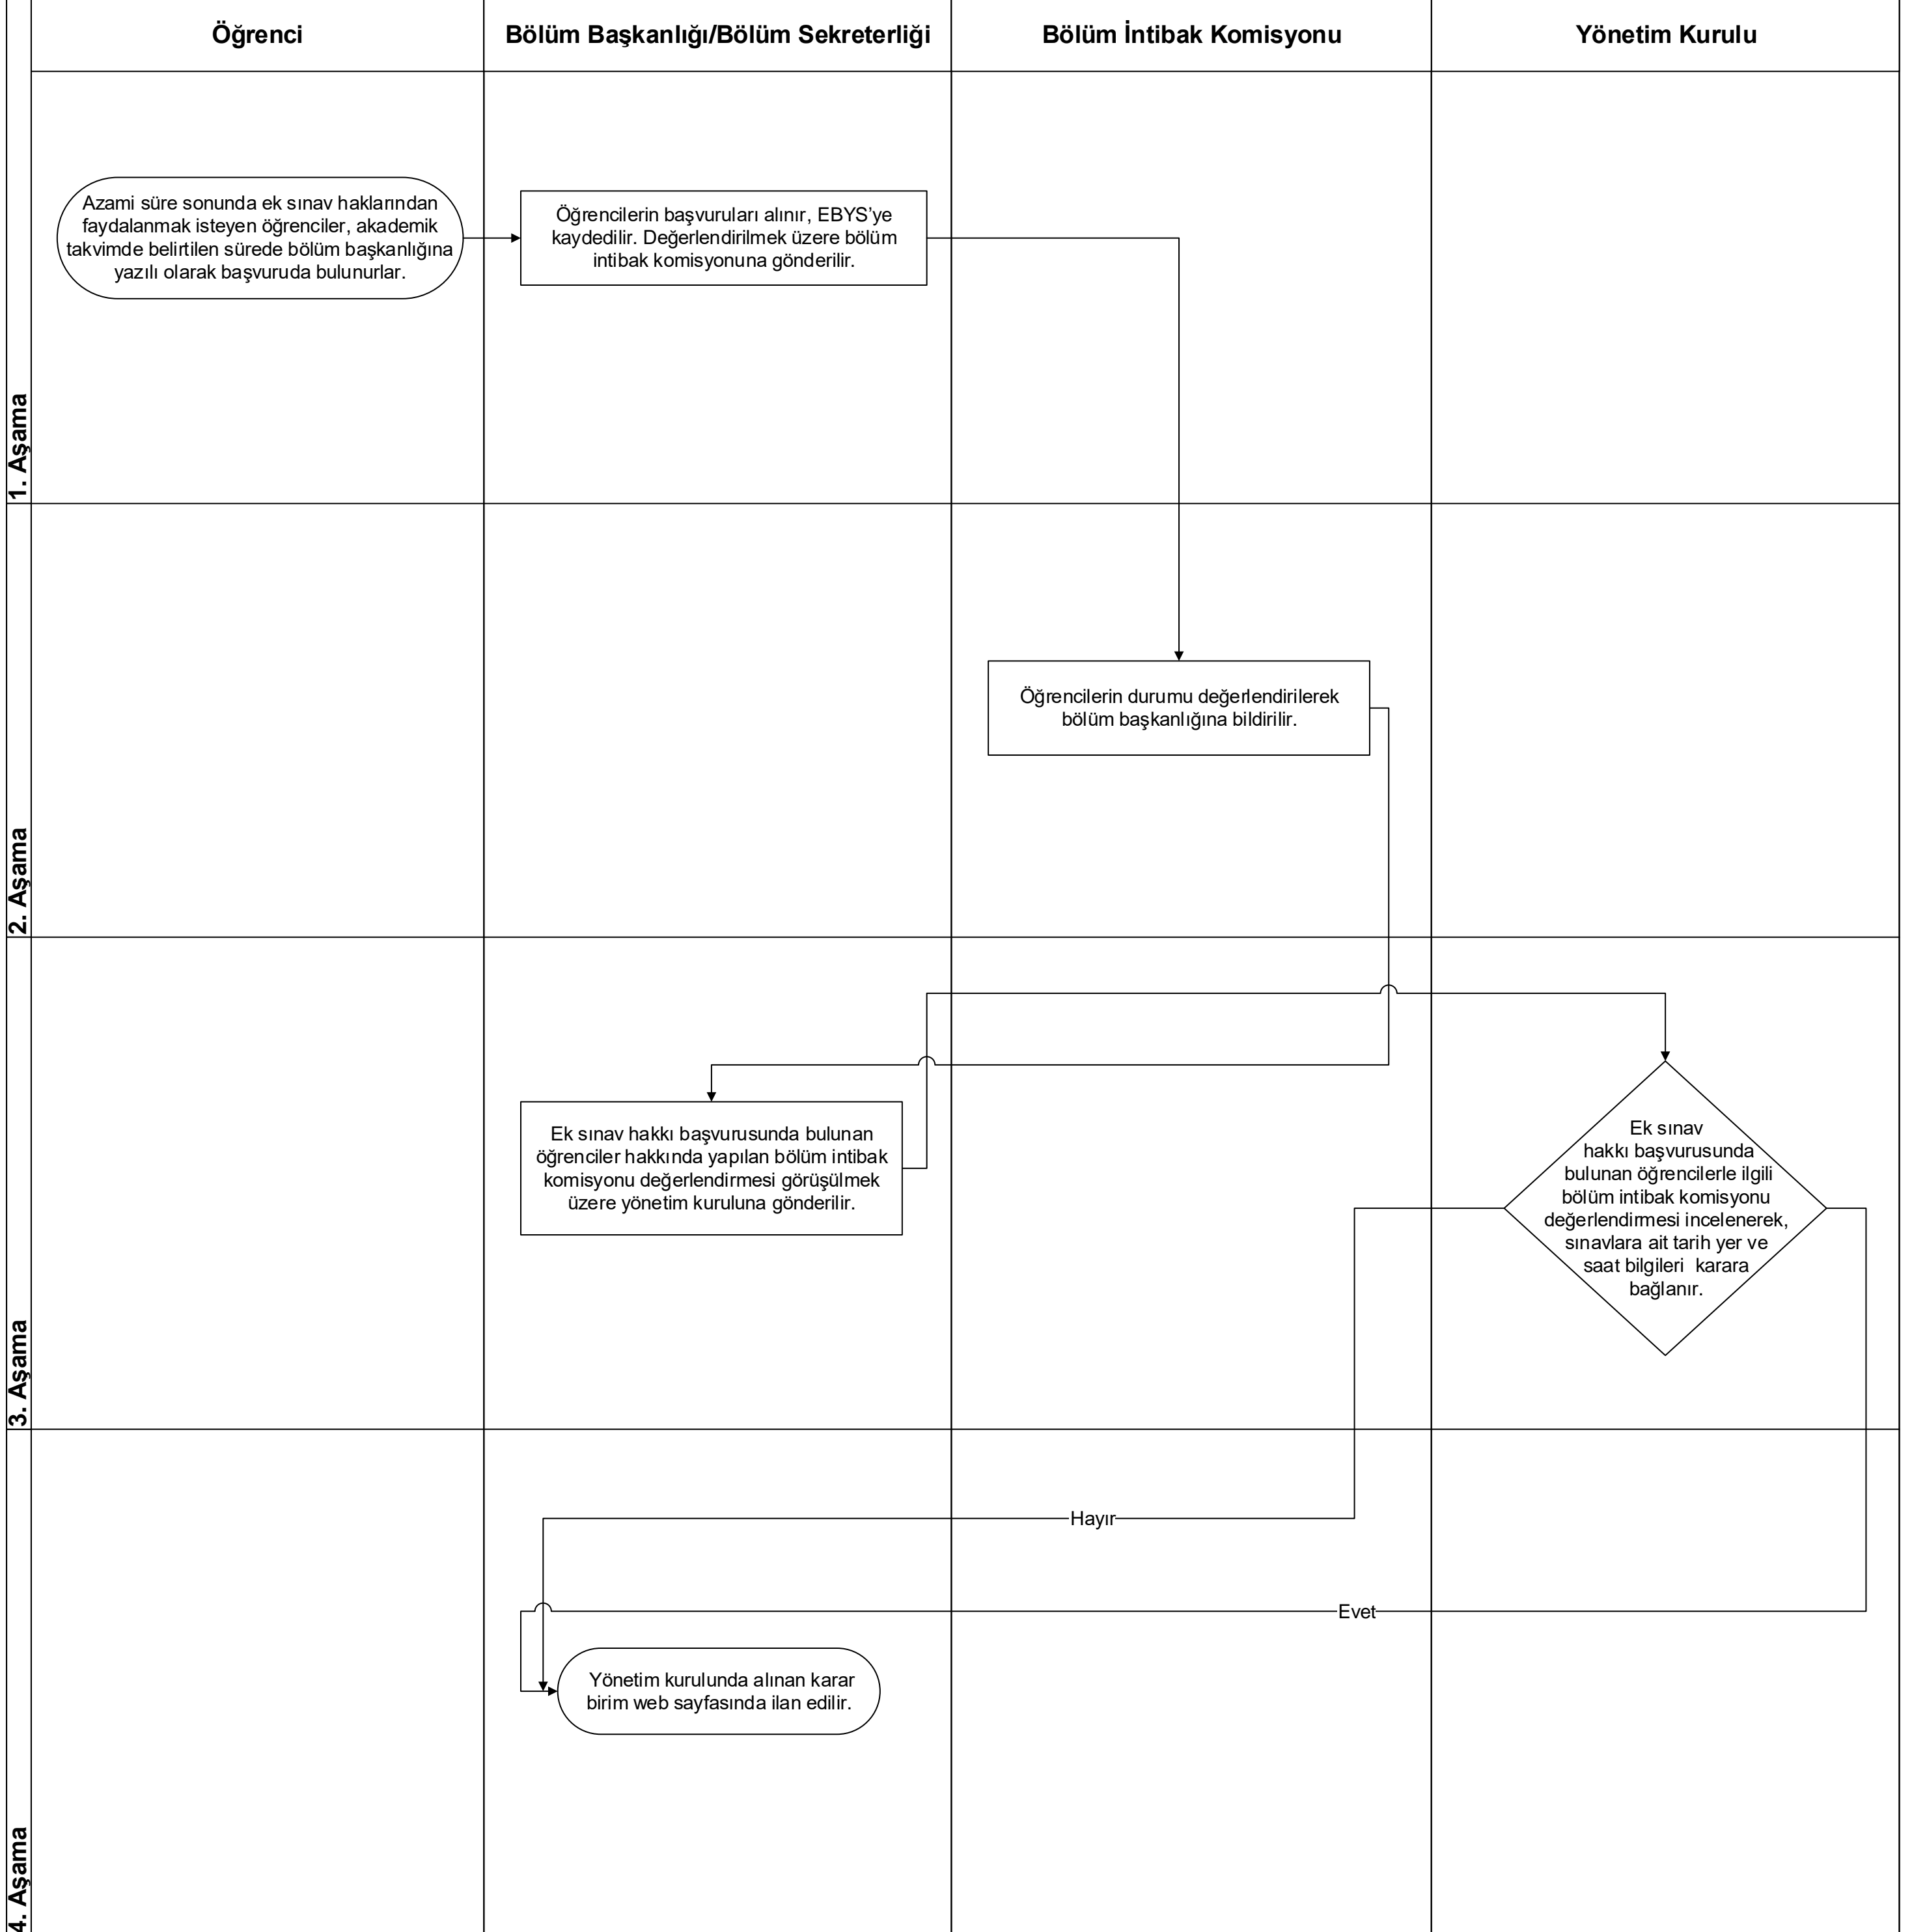 Öğrenci
Bölüm Başkanlığı/Bölüm Sekreterliği
Bölüm İntibak Komisyonu
Yönetim Kurulu
1. Aşama
Azami süre sonunda ek sınav haklarından
faydalanmak isteyen öğrenciler, akademik
takvimde belirtilen sürede bölüm başkanlığına
yazılı olarak başvuruda bulunurlar.
Öğrencilerin başvuruları alınır, EBYS’ye
kaydedilir. Değerlendirilmek üzere bölüm
intibak komisyonuna gönderilir.
2. Aşama
Öğrencilerin durumu değerlendirilerek
bölüm başkanlığına bildirilir.
3. Aşama
Ek sınav hakkı başvurusunda bulunan
öğrenciler hakkında yapılan bölüm intibak
komisyonu değerlendirmesi görüşülmek
üzere yönetim kuruluna gönderilir.
Ek sınav
hakkı başvurusunda
bulunan öğrencilerle ilgili
bölüm intibak komisyonu
değerlendirmesi incelenerek,
sınavlara ait tarih yer ve
saat bilgileri karara
bağlanır.
4. Aşama
Hayır
Evet
Yönetim kurulunda alınan karar
birim web sayfasında ilan edilir.